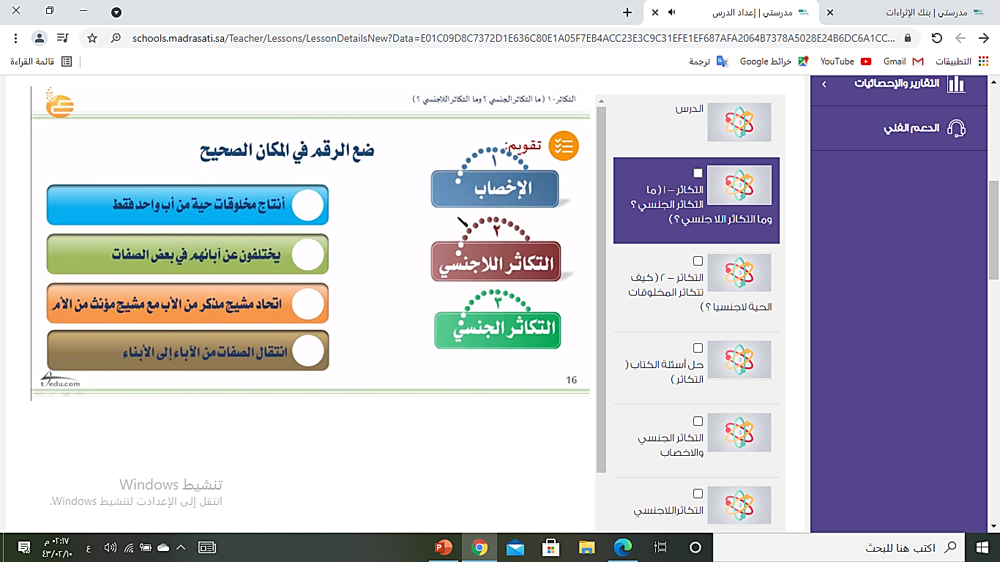 مدرستي | بنك الإثراءات
مدرستي | إعداد الدرس
schools.madrasati.sa/Teacher/Lessons/LessonDetailsNew?Data=E01C09D8C7372D1E636C80E1A05F7EB4ACC23E3C9C31EFE1EF687AFA2064B7378A5028E24B6DC6A1CC...
التطبيقات
Gmail
YouTube
خرائط Google
ترجمة
قائمة القراءة
التقارير والإحصائيات
الدعم الفني
الدرس
التكاثر -١ ( ما
التكاثر الجنسي ؟
وما التكاثر اللا جنسي ؟ )
التكاثر - ٢ ( كيف
تتكاثر المخلوقات
الحية لاجنسيا ؟ )
حل أسئلة الكتاب (
التكاثر )
التكاثر الجنسي
والاخصاب
التكاثراللاجنسي
التكاثر-١ ( ما التكاثر الجنسي ؟ وما التكاثر اللاجنسي ؟ )
تقويم:
ضع الرقم في المكان الصحيح
١
الإخصاب
٢
التكاثر اللاجنسي
٣
التكاثر الجنسي
أنتاج مخلوقات حية من أب واحد فقط
يختلفون عن آبائهم في بعض الصفات
اتحاد مشيج مذكر من الأب مع مشيج مؤنث من الأم
انتقال الصفات من الآباء إلى الأبناء
t4edu.com
16
تنشيط Windows
انتقل إلى الإعدادت لتنشيط Windows.
اكتب هنا للبحث
ع
٠٢:١٧ م
٤٣/٠٢/١٠